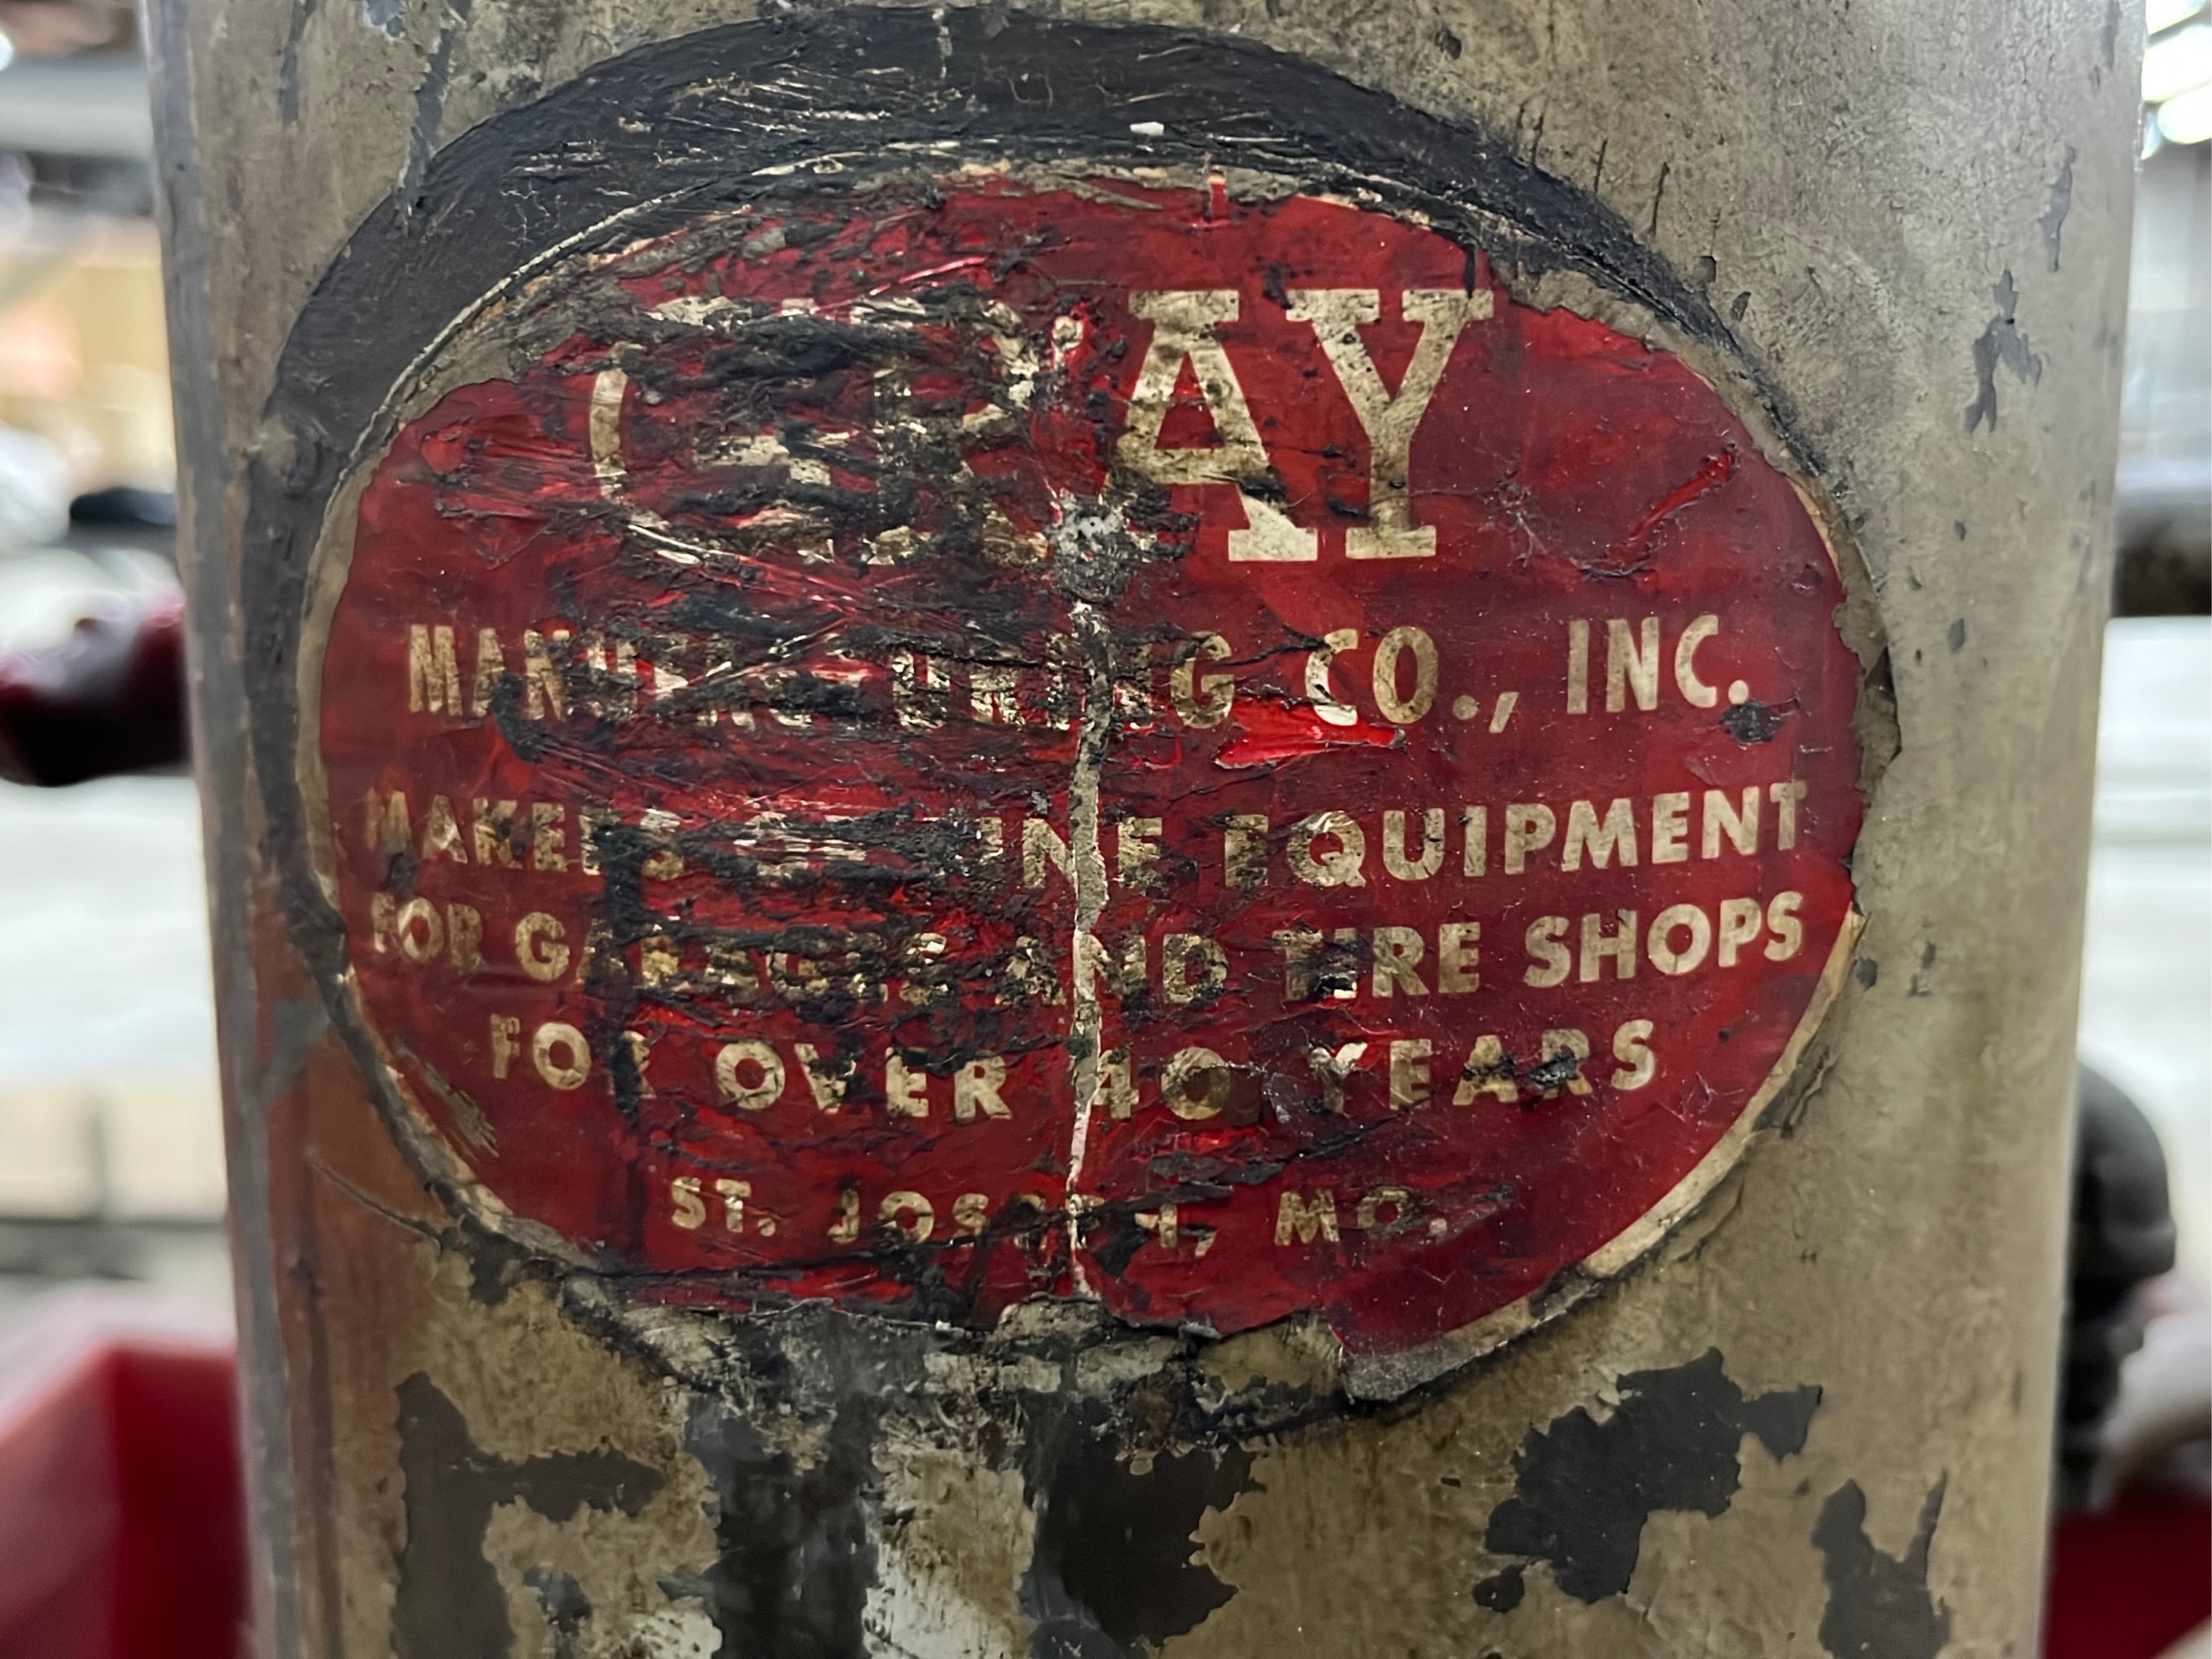 GRAY
MANUFACTURING CO., INC.
MAKERS OF FINE EQUIPMENT
FOR GARAGES AND TIRE SHOPS
FOR OVER 40 YEARS
ST. JOSEPH, MO.